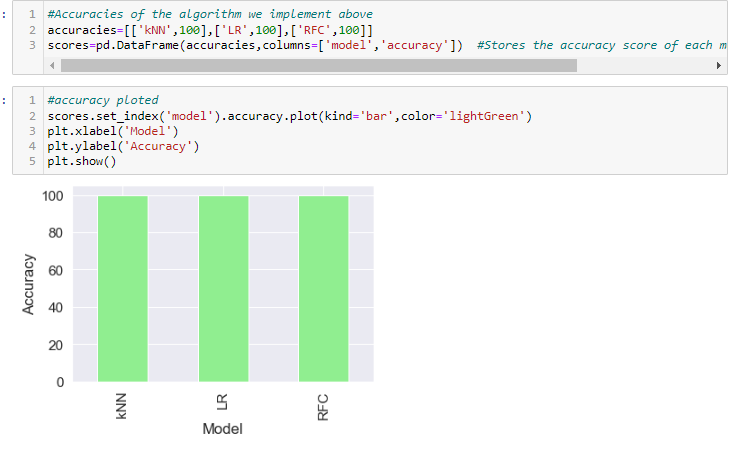 : 1 #Accuracies of the algorithm we implement above
2 accuracies=[['kNN',100],['LR',100],['RFC',100]]
3 scores=pd.DataFrame(accuracies,columns=['model','accuracy']) #Stores the accuracy score of each m
: 1 #accuracy ploted
2 scores.set_index('model').accuracy.plot(kind='bar',color='lightGreen')
3 plt.xlabel('Model')
4 plt.ylabel('Accuracy')
5 plt.show()
100
80
60
40
20
0
Accuracy
kNN
LR
RFC
Model